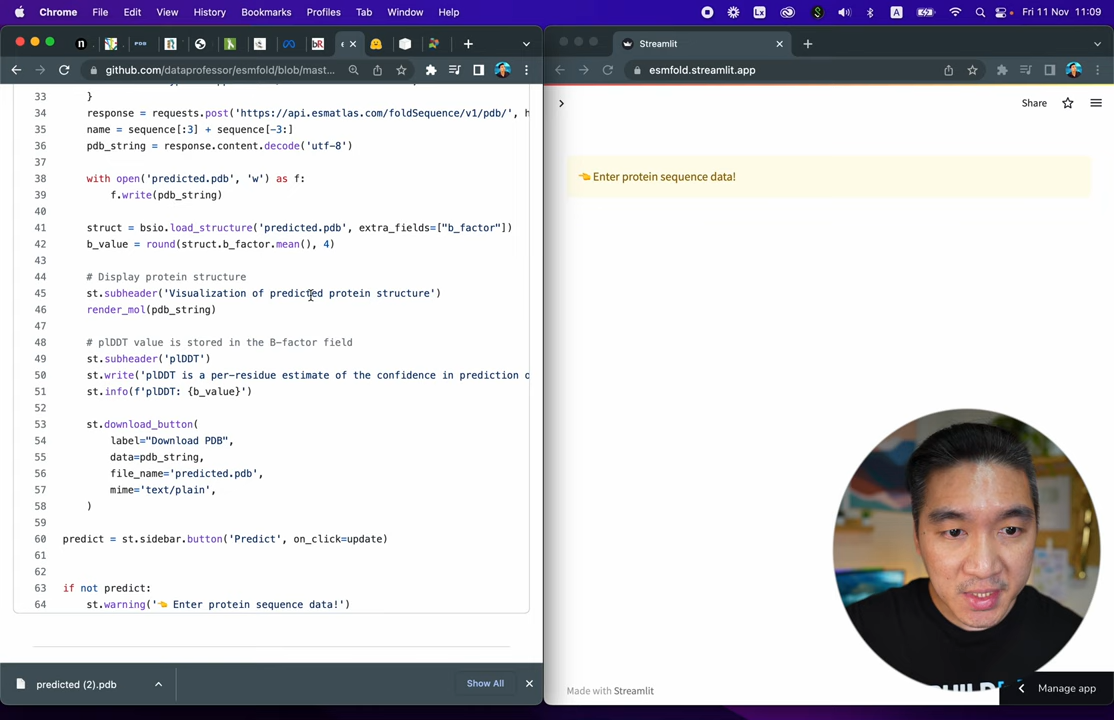 Chrome File Edit View History Bookmarks Profiles Tab Window Help
Fri 11 Nov 11:09
github.com/dataprofessor/esmfold/blob/mast...
33 }
34 response = requests.post('https://api.esmatlas.com/foldSequence/v1/pdb/', h
35 name = sequence[:3] + sequence[-3:]
36 pdb_string = response.content.decode('utf-8')
37
38 with open('predicted.pdb', 'w') as f:
39 f.write(pdb_string)
40
41 struct = bsio.load_structure('predicted.pdb', extra_fields=["b_factor"])
42 b_value = round(struct.b_factor.mean(), 4)
43
44 # Display protein structure
45 st.subheader('Visualization of predicted protein structure')
46 render_mol(pdb_string)
47
48 # plDDT value is stored in the B-factor field
49 st.subheader('plDDT')
50 st.write('plDDT is a per-residue estimate of the confidence in prediction o
51 st.info(f'plDDT: {b_value}')
52
53 st.download_button(
54 label="Download PDB",
55 data=pdb_string,
56 file_name='predicted.pdb',
57 mime='text/plain',
58 )
59
60 predict = st.sidebar.button('Predict', on_click=update)
61
62
63 if not predict:
64 st.warning('👈 Enter protein sequence data!')
predicted (2).pdb
Show All
Streamlit
esmfold.streamlit.app
Share
👈 Enter protein sequence data!
Made with Streamlit
Manage app